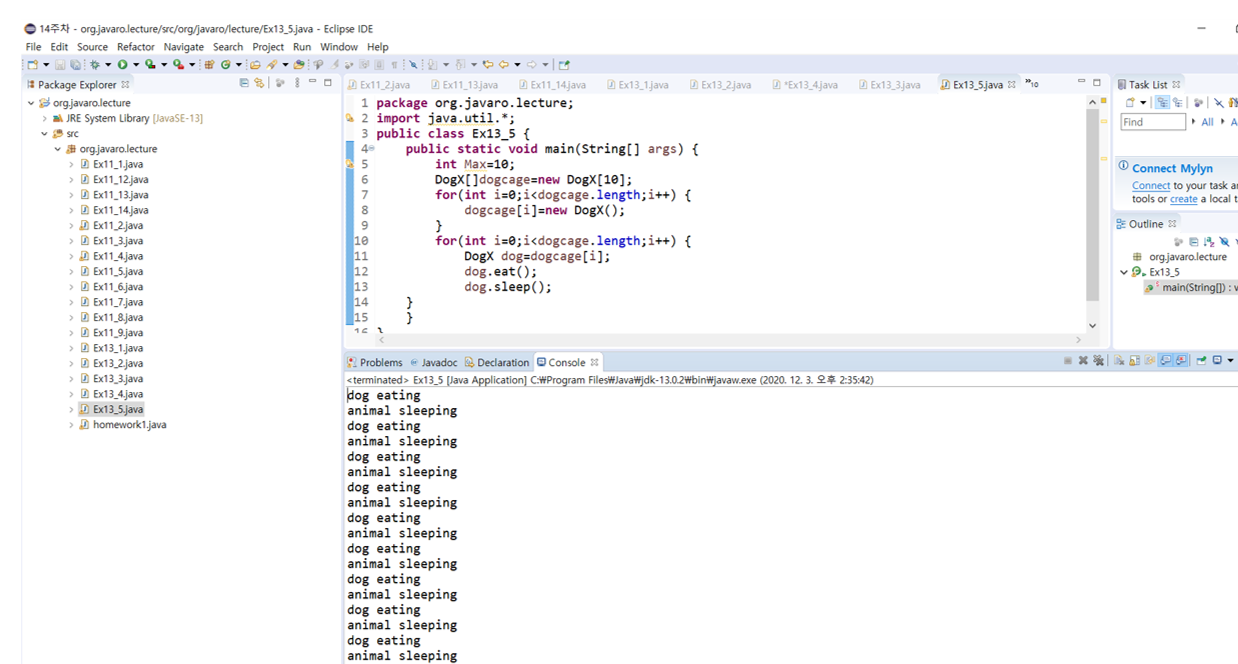 14주차 - org.javaro.lecture/src/org/javaro/lecture/Ex13_5.java - Eclipse IDE
File Edit Source Refactor Navigate Search Project Run Window Help
Package Explorer
org.javaro.lecture
JRE System Library [JavaSE-13]
src
org.javaro.lecture
Ex11_1.java
Ex11_12.java
Ex11_13.java
Ex11_14.java
Ex11_2.java
Ex11_3.java
Ex11_4.java
Ex11_5.java
Ex11_6.java
Ex11_7.java
Ex11_8.java
Ex11_9.java
Ex13_1.java
Ex13_2.java
Ex13_3.java
Ex13_4.java
Ex13_5.java
homework1.java
Ex11_2.java Ex11_13.java Ex11_14.java Ex13_1.java Ex13_2.java *Ex13_4.java Ex13_3.java Ex13_5.java »10
1 package org.javaro.lecture;
2 import java.util.*;
3 public class Ex13_5 {
4 public static void main(String[] args) {
5 int Max=10;
6 DogX[]dogcage=new DogX[10];
7 for(int i=0;i<dogcage.length;i++) {
8 dogcage[i]=new DogX();
9 }
10 for(int i=0;i<dogcage.length;i++) {
11 DogX dog=dogcage[i];
12 dog.eat();
13 dog.sleep();
14 }
15 }
16 }
Problems Javadoc Declaration Console
<terminated> Ex13_5 [Java Application] C:₩Program Files₩Java₩jdk-13.0.2₩bin₩javaw.exe (2020. 12. 3. 오후 2:35:42)
dog eating
animal sleeping
dog eating
animal sleeping
dog eating
animal sleeping
dog eating
animal sleeping
dog eating
animal sleeping
dog eating
animal sleeping
dog eating
animal sleeping
dog eating
animal sleeping
dog eating
animal sleeping
Task List
Find All A
Connect Mylyn
Connect to your task
tools or create a local
Outline
org.javaro.lecture
Ex13_5
main(String[]) :